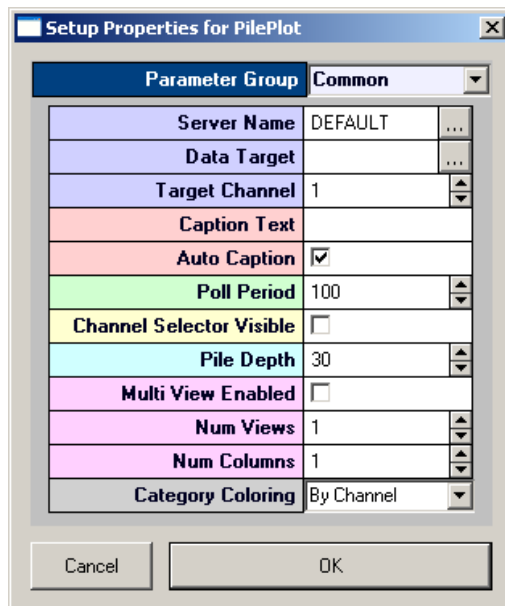 Setup Properties for PilePlot
Parameter Group Common
Server Name DEFAULT ...
Data Target ...
Target Channel 1
Caption Text
Auto Caption
Poll Period 100
Channel Selector Visible
Pile Depth 30
Multi View Enabled
Num Views 1
Num Columns 1
Category Coloring By Channel
Cancel OK